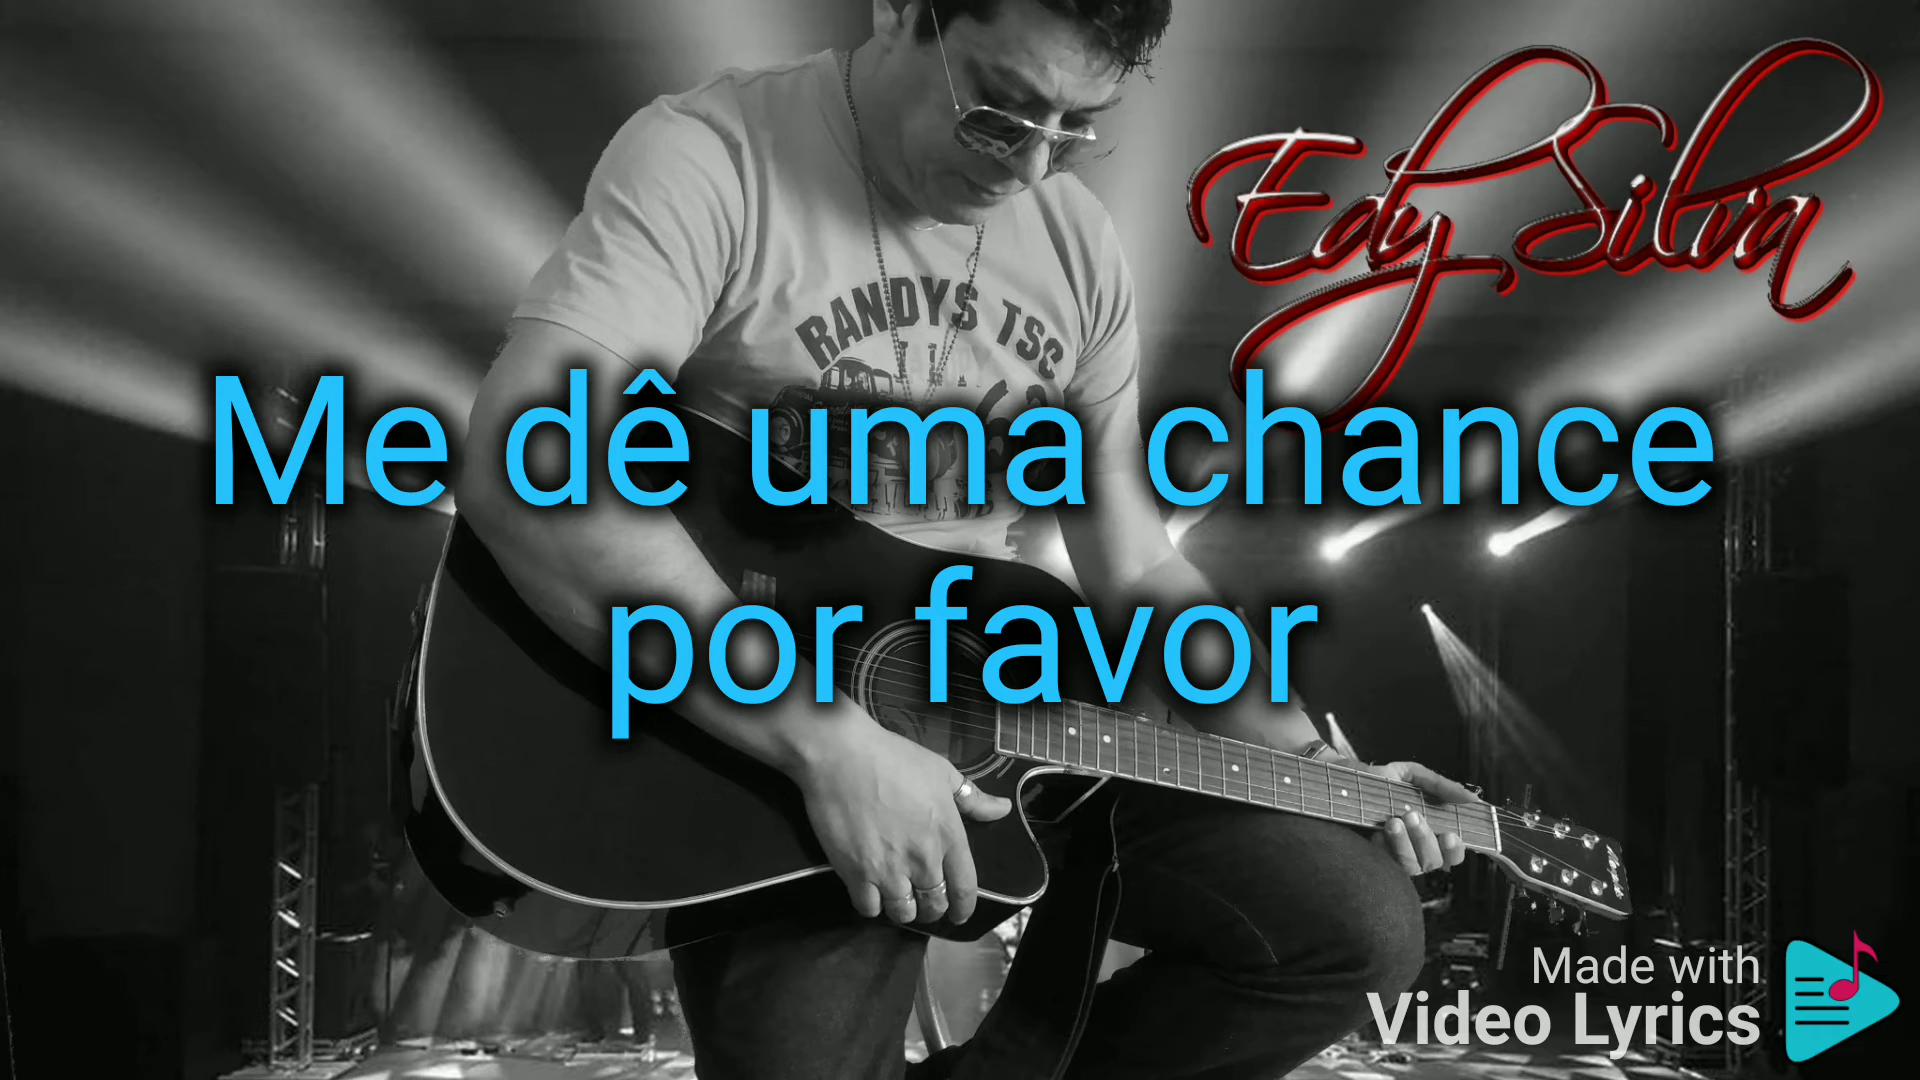 Edy Silva
RANDYS TSC
Me dê uma chance
por favor
Made with
Video Lyrics